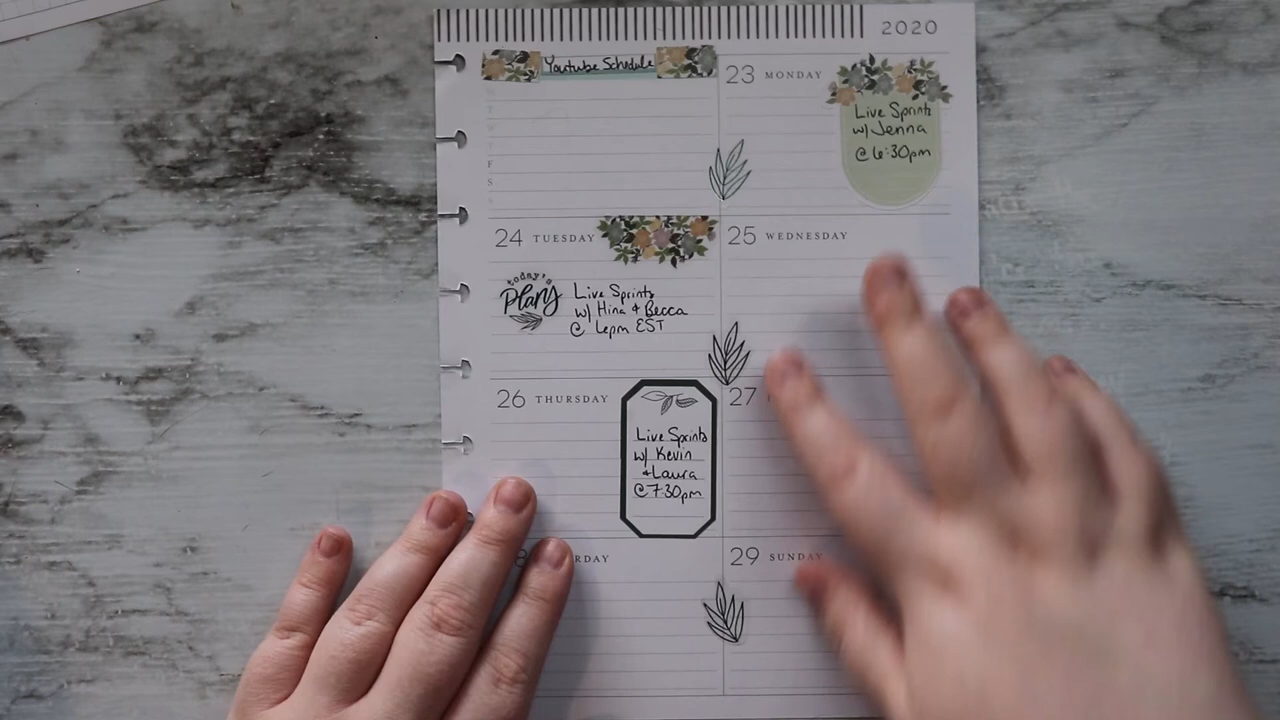 2020
Youtube Schedule
F
S
S
23 MONDAY
Live Sprints
w/ Jenna
@ 6:30pm
24 TUESDAY
today's
Plans
Live Sprints
w/ Hina & Becca
@ 6pm EST
25 WEDNESDAY
26 THURSDAY
Live Sprints
w/ Kevin
& Laura
@ 7:30pm
27
29 SUNDAY